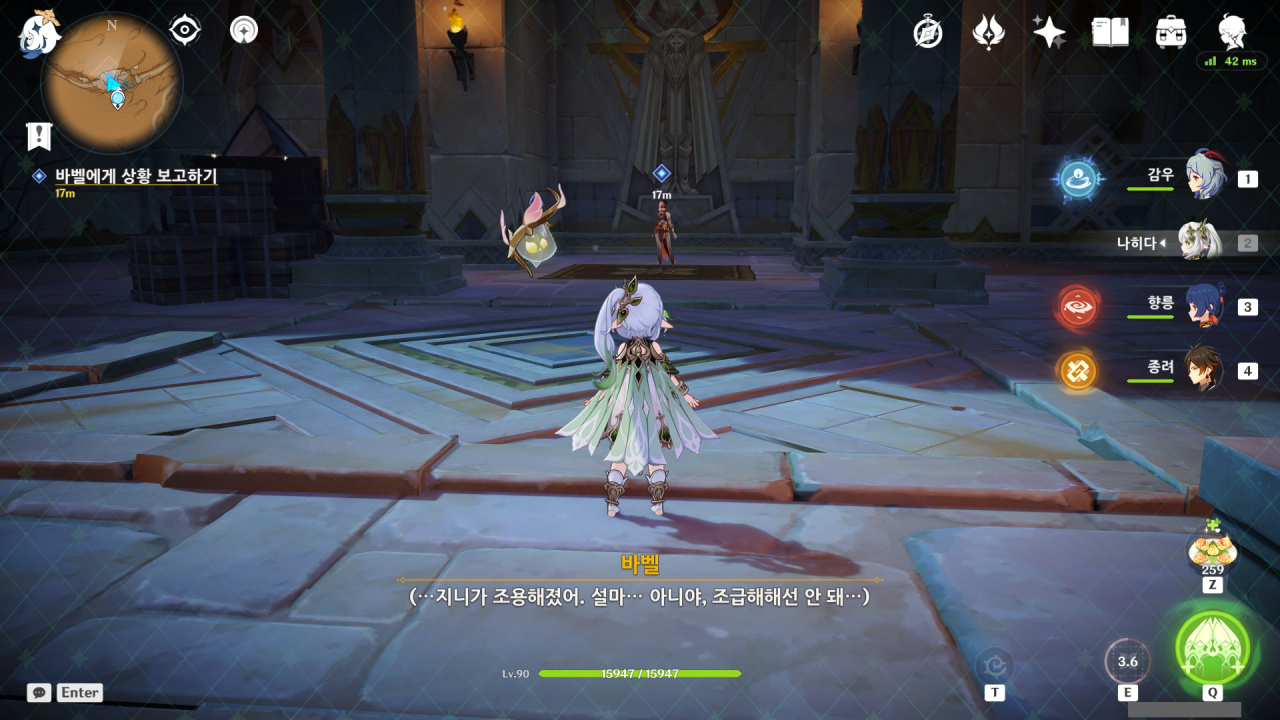 N
42 ms
바벨에게 상황 보고하기
17m
17m
감우
1
나히다
2
향릉
3
종려
4
바벨
(…지니가 조용해졌어. 설마… 아니야, 조급해해선 안 돼…)
259
Z
3.6
Lv.90
15947 / 15947
T
E
Q
Enter